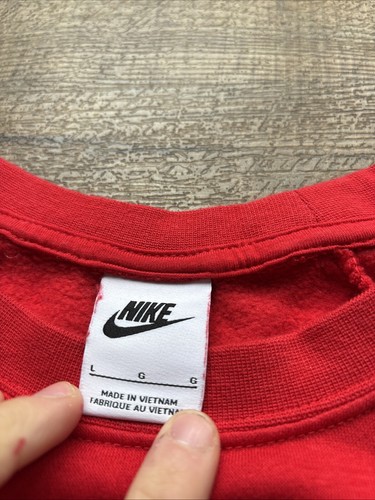 NIKE
L G G
MADE IN VIETNAM
FABRIQUÉ AU VIETNAM